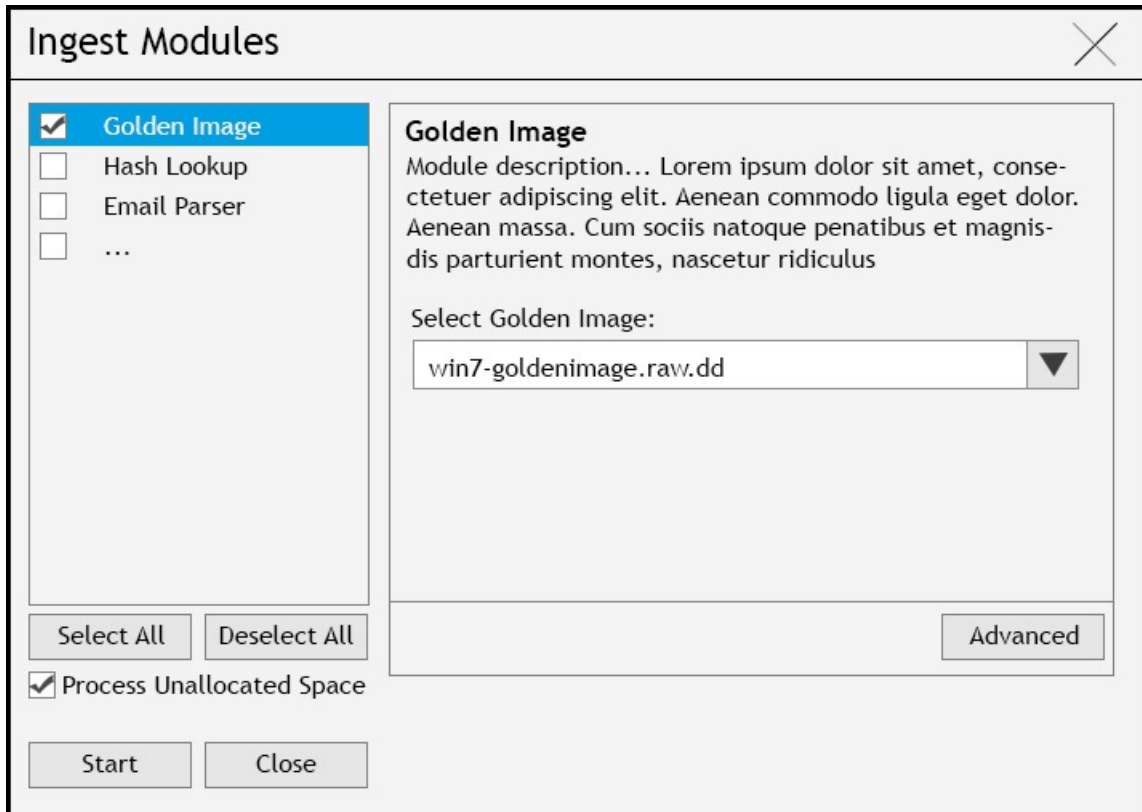 Ingest Modules
Golden Image
Hash Lookup
Email Parser
...
Select All
Deselect All
Process Unallocated Space
Start
Close
Golden Image
Module description... Lorem ipsum dolor sit amet, conse-
ctetuer adipiscing elit. Aenean commodo ligula eget dolor.
Aenean massa. Cum sociis natoque penatibus et magnis-
dis parturient montes, nascetur ridiculus
Select Golden Image:
win7-goldenimage.raw.dd
Advanced